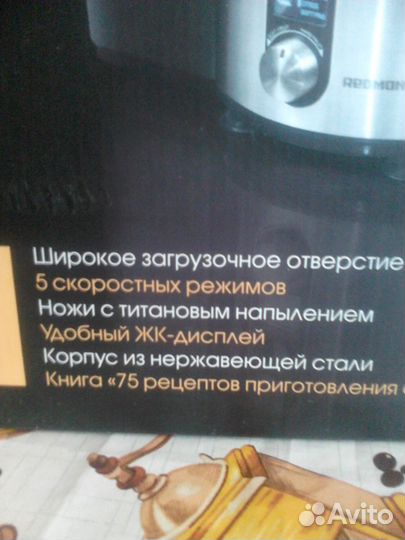 REDMON
Широкое загрузочное отверстие
5 скоростных режимов
Ножи с титановым напылением
Удобный ЖК-дисплей
Корпус из нержавеющей стали
Книга «75 рецептов приготовления
Avito